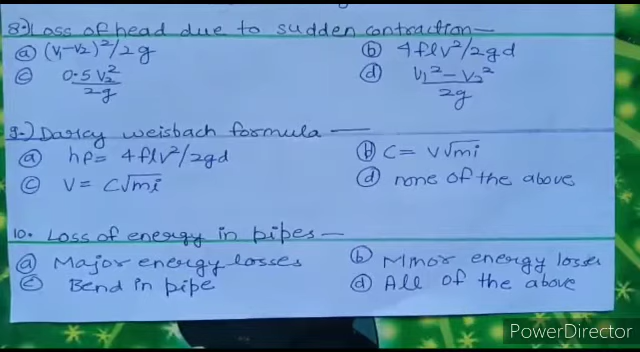 8.) Loss of head due to sudden contraction—
ⓐ (V₁-V₂)²/2g ⓑ 4flv²/2gd
ⓒ 0.5 V₂²/2g ⓓ V₁²-V₂²/2g
9.) Darcy weisbach formula —
ⓐ hf= 4flv²/2gd ⓑ C= V√mi
ⓒ V= C√mi ⓓ none of the above
10. Loss of energy in pipes—
ⓐ Major energy losses ⓑ Minor energy losses
ⓒ Bend in pipe ⓓ All of the above
PowerDirector